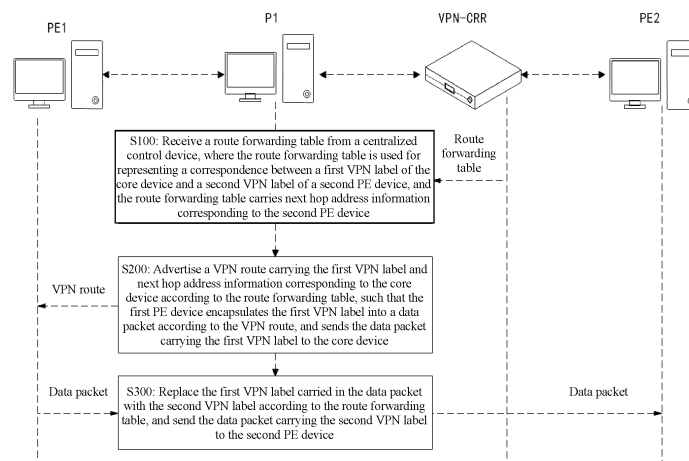 PE1
P1
VPN-CRR
PE2
S100: Receive a route forwarding table from a centralized
control device, where the route forwarding table is used for
representing a correspondence between a first VPN label of the
core device and a second VPN label of a second PE device, and
the route forwarding table carries next hop address information
corresponding to the second PE device
Route
forwarding
table
S200: Advertise a VPN route carrying the first VPN label and
next hop address information corresponding to the core
device according to the route forwarding table, such that the
first PE device encapsulates the first VPN label into a data
packet according to the VPN route, and sends the data packet
carrying the first VPN label to the core device
VPN route
Data packet
S300: Replace the first VPN label carried in the data packet
with the second VPN label according to the route forwarding
table, and send the data packet carrying the second VPN label
to the second PE device
Data packet